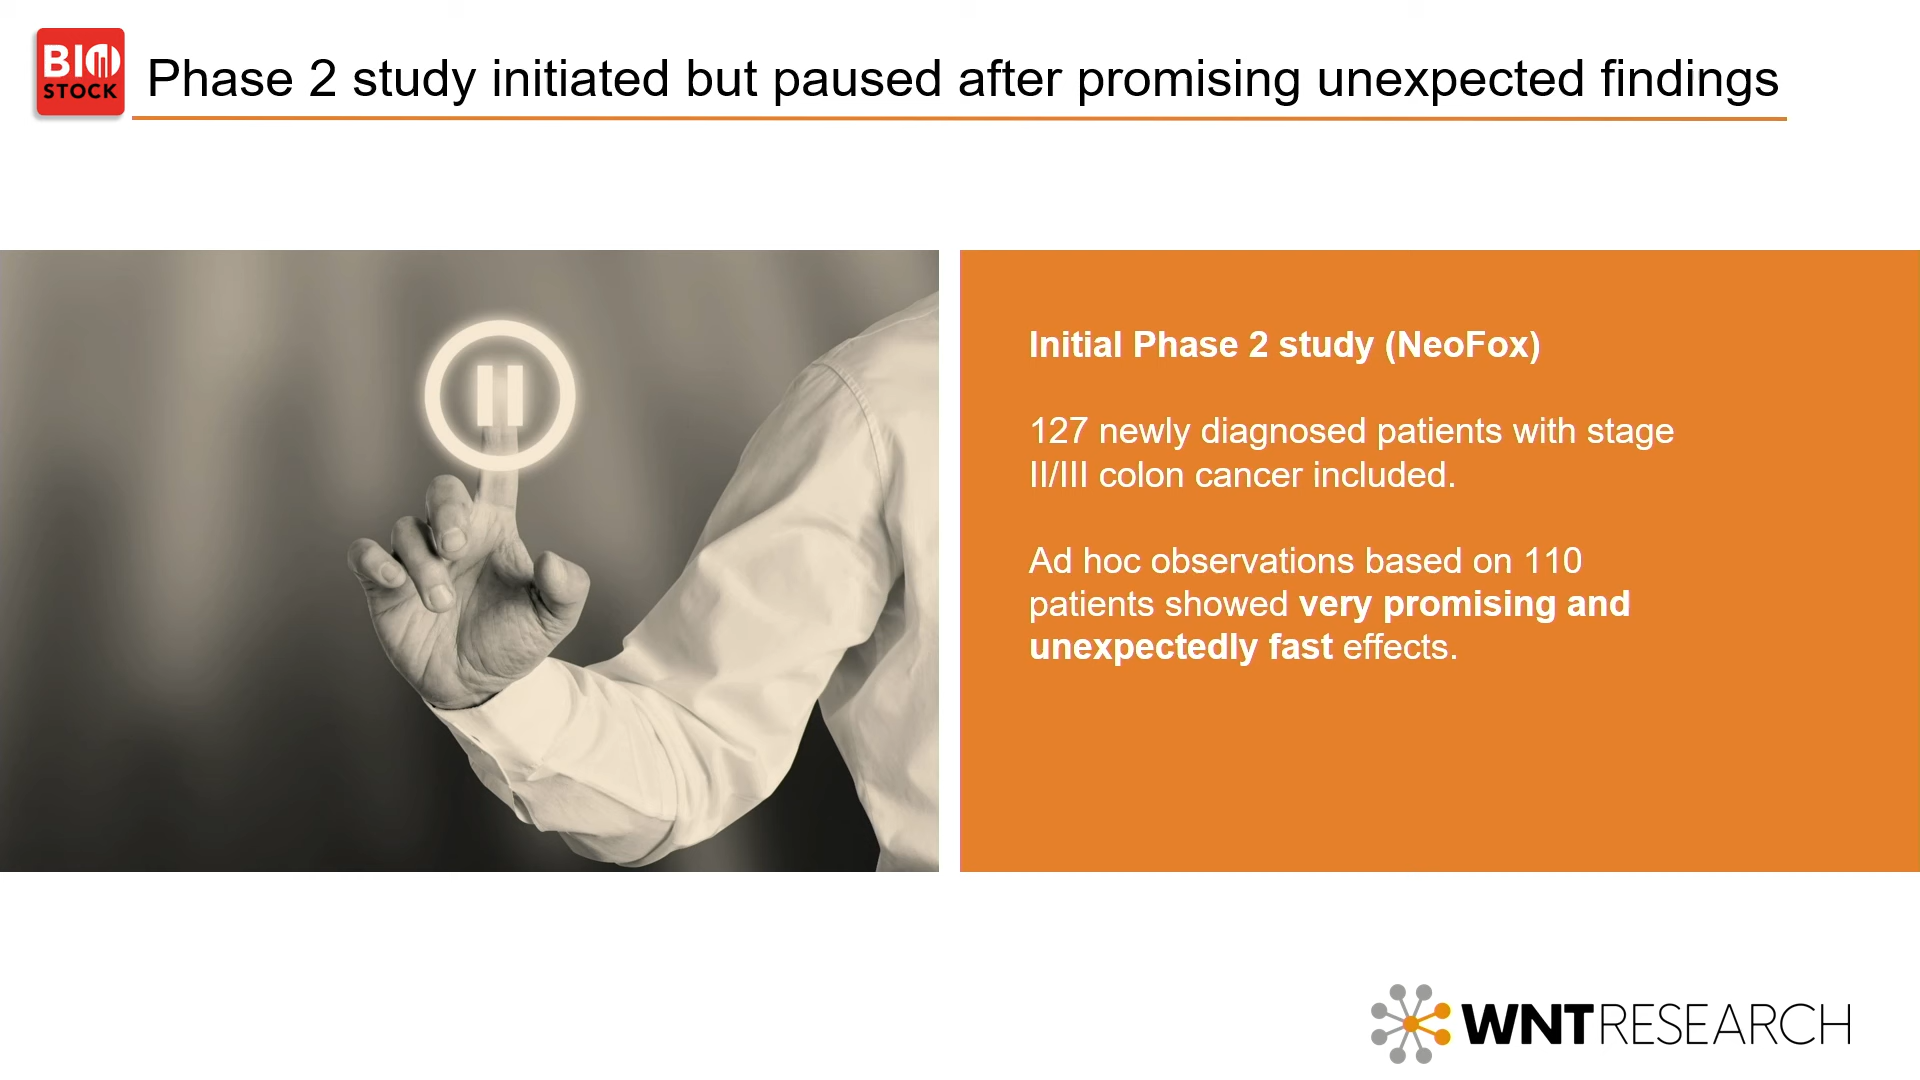 BIO
STOCK
Phase 2 study initiated but paused after promising unexpected findings
Initial Phase 2 study (NeoFox)
127 newly diagnosed patients with stage
II/III colon cancer included.
Ad hoc observations based on 110
patients showed very promising and
unexpectedly fast effects.
WNTRESEARCH